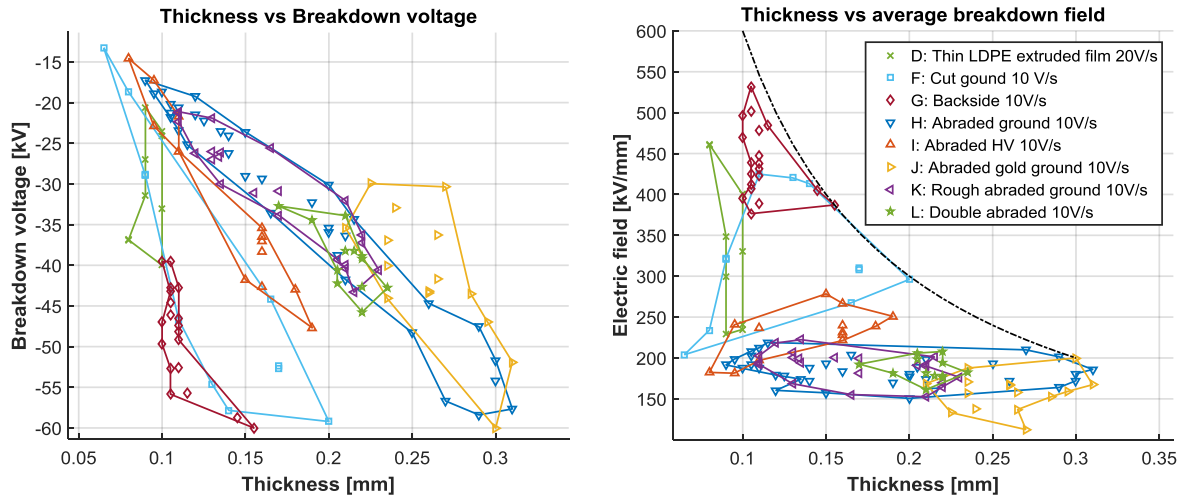 Thickness vs Breakdown voltage
Breakdown voltage [kV]
-15
-20
-25
-30
-35
-40
-45
-50
-55
-60
0.05
0.1
0.15
0.2
0.25
0.3
Thickness [mm]
Thickness vs average breakdown field
Electric field [kV/mm]
600
550
500
450
400
350
300
250
200
150
0.1
0.15
0.2
0.25
0.3
0.35
Thickness [mm]
D: Thin LDPE extruded film 20V/s
F: Cut gound 10 V/s
G: Backside 10V/s
H: Abraded ground 10V/s
I: Abraded HV 10V/s
J: Abraded gold ground 10V/s
K: Rough abraded ground 10V/s
L: Double abraded 10V/s